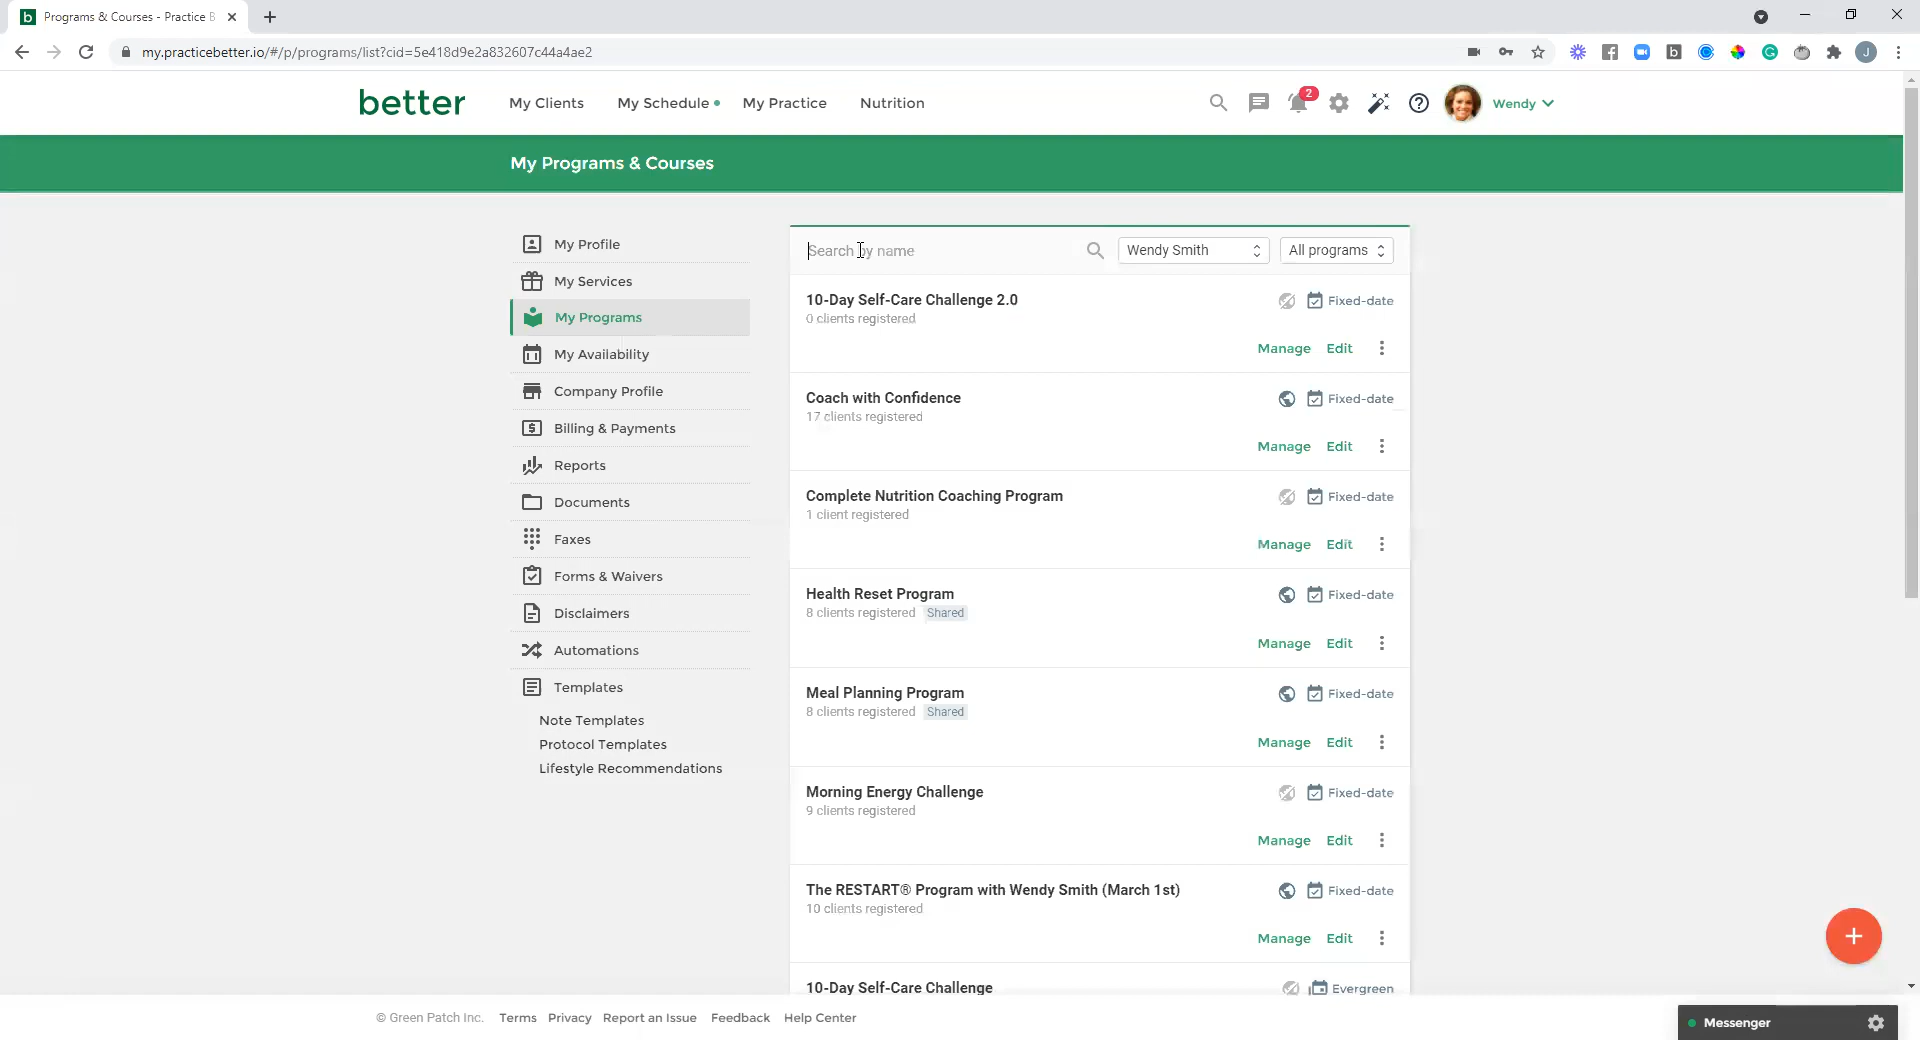 Programs & Courses - Practice B
my.practicebetter.io/#/p/programs/list?cid=5e418d9e2a832607c44a4ae2
better My Clients My Schedule My Practice Nutrition 2 Wendy
My Programs & Courses
My Profile
My Services
My Programs
My Availability
Company Profile
Billing & Payments
Reports
Documents
Faxes
Forms & Waivers
Disclaimers
Automations
Templates
Note Templates
Protocol Templates
Lifestyle Recommendations
Search by name Wendy Smith All programs
10-Day Self-Care Challenge 2.0 Fixed-date
0 clients registered
Manage Edit
Coach with Confidence Fixed-date
17 clients registered
Manage Edit
Complete Nutrition Coaching Program Fixed-date
1 client registered
Manage Edit
Health Reset Program Fixed-date
8 clients registered Shared
Manage Edit
Meal Planning Program Fixed-date
8 clients registered Shared
Manage Edit
Morning Energy Challenge Fixed-date
9 clients registered
Manage Edit
The RESTART® Program with Wendy Smith (March 1st) Fixed-date
10 clients registered
Manage Edit
10-Day Self-Care Challenge Evergreen
© Green Patch Inc. Terms Privacy Report an Issue Feedback Help Center
Messenger